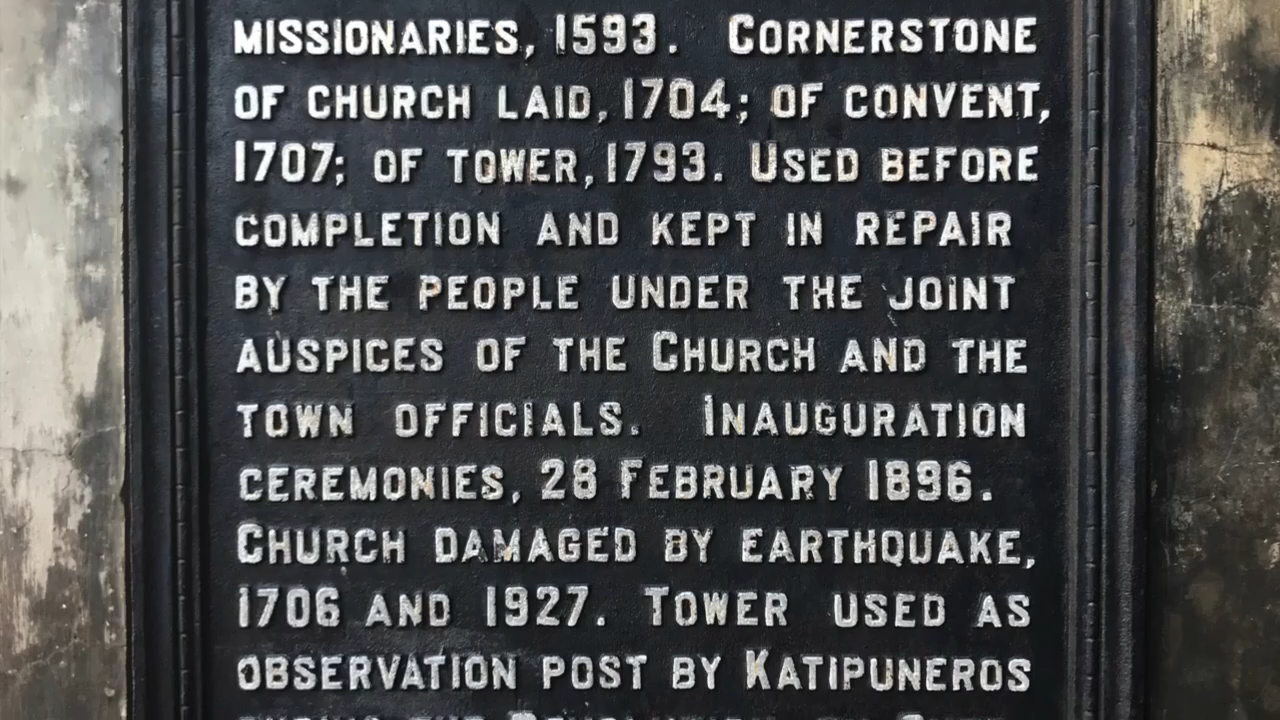 MISSIONARIES, 1593. CORNERSTONE
OF CHURCH LAID, 1704; OF CONVENT,
1707; OF TOWER, 1793. USED BEFORE
COMPLETION AND KEPT IN REPAIR
BY THE PEOPLE UNDER THE JOINT
AUSPICES OF THE CHURCH AND THE
TOWN OFFICIALS. INAUGURATION
CEREMONIES, 28 FEBRUARY 1896.
CHURCH DAMAGED BY EARTHQUAKE,
1706 AND 1927. TOWER USED AS
OBSERVATION POST BY KATIPUNEROS